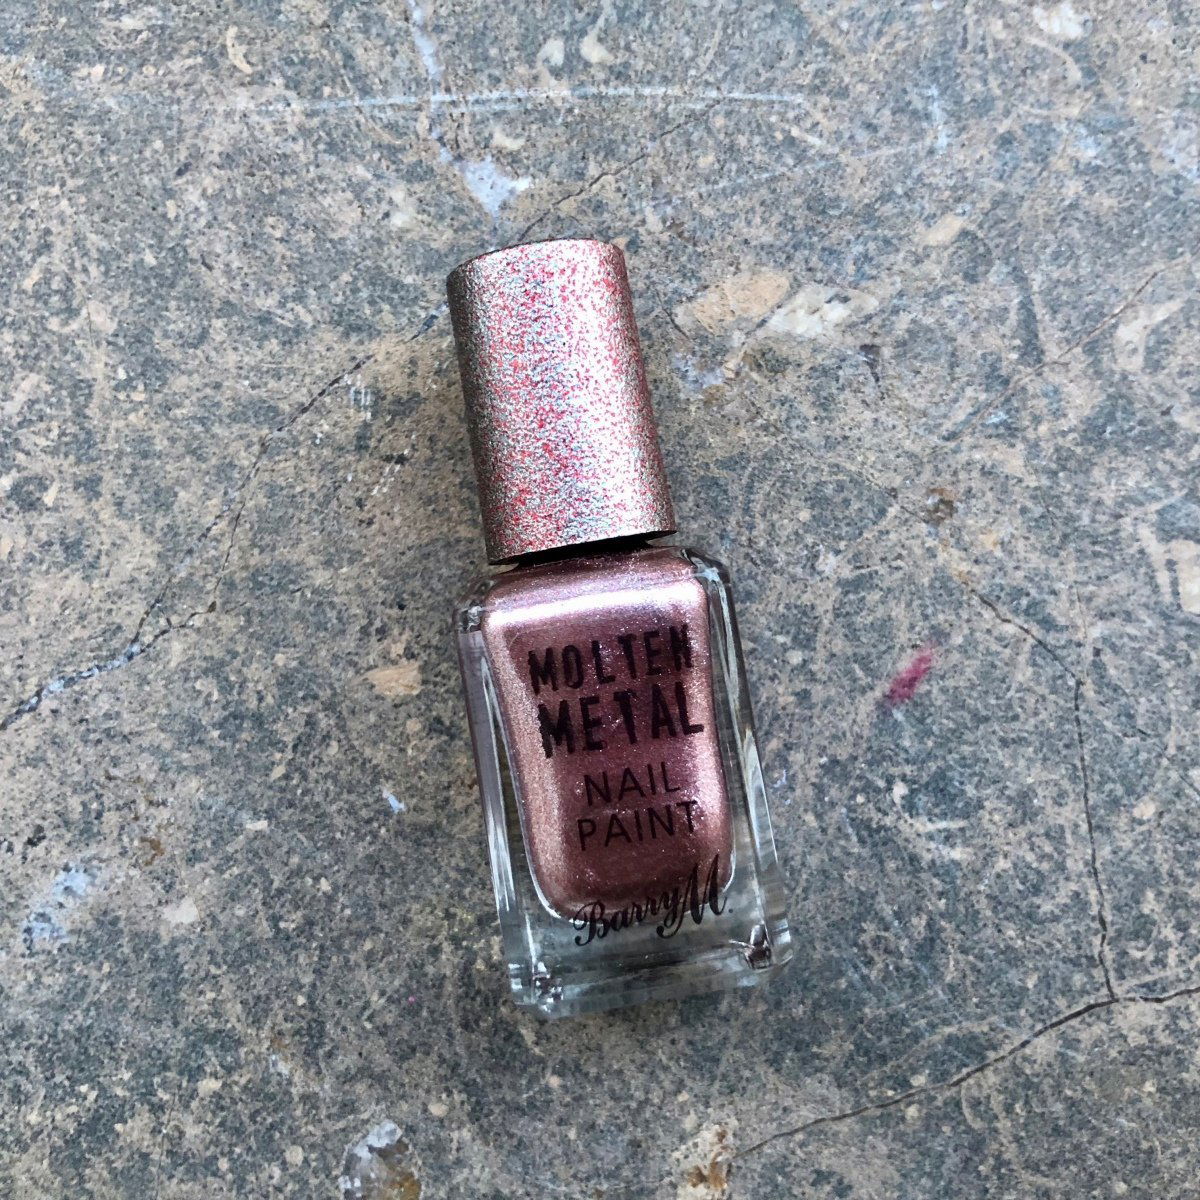 MOLTEN
METAL
NAIL
PAINT
Barry M.